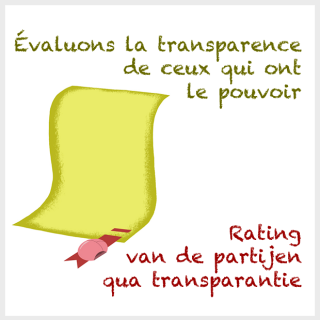 Évaluons la transparence
de ceux qui ont
le pouvoir
Rating
van de partijen
qua transparantie